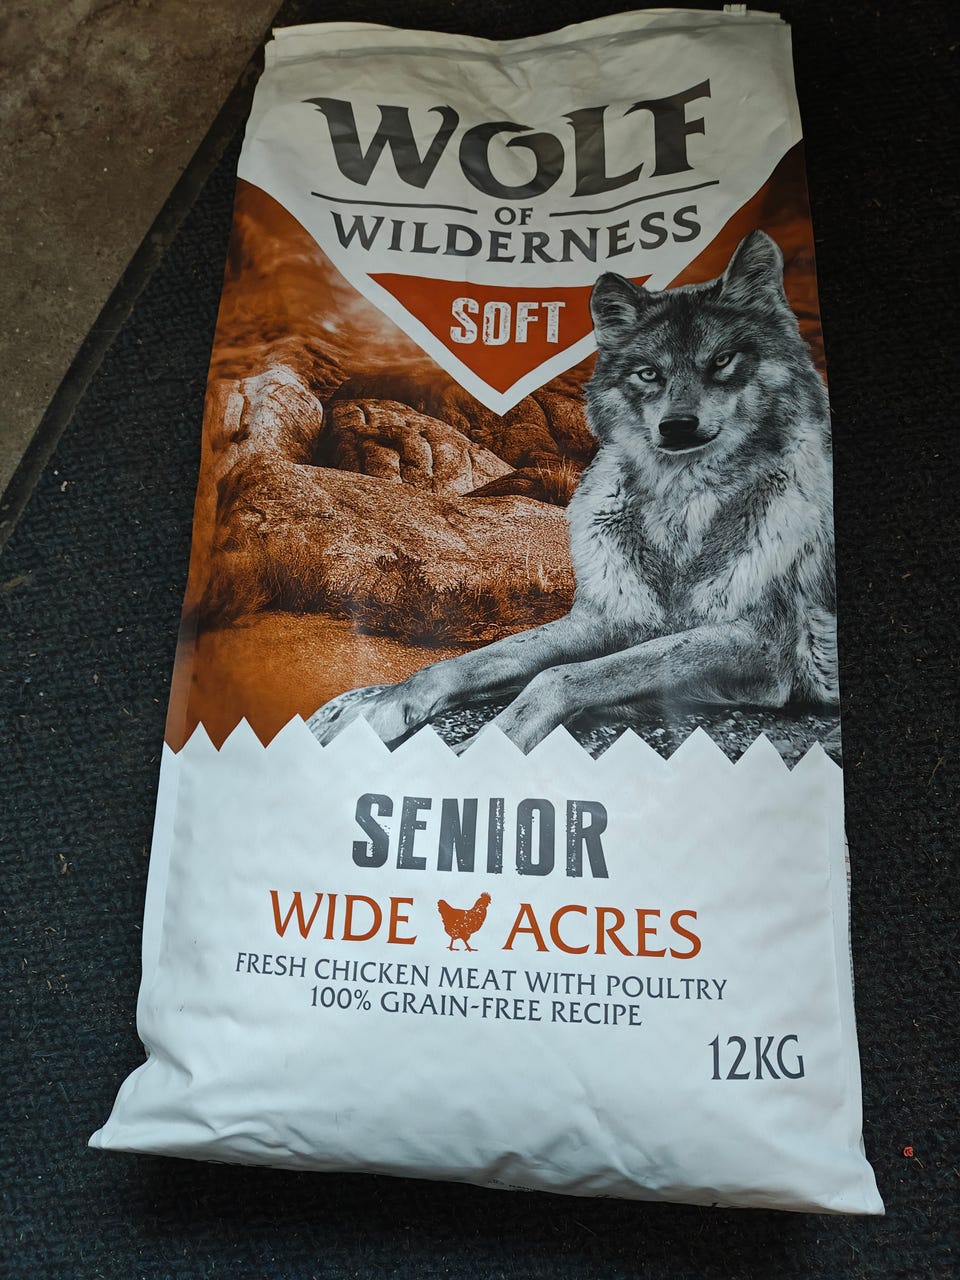 WOLF
OF
WILDERNESS
SOFT
SENIOR
WIDE ACRES
FRESH CHICKEN MEAT WITH POULTRY
100% GRAIN-FREE RECIPE
12KG